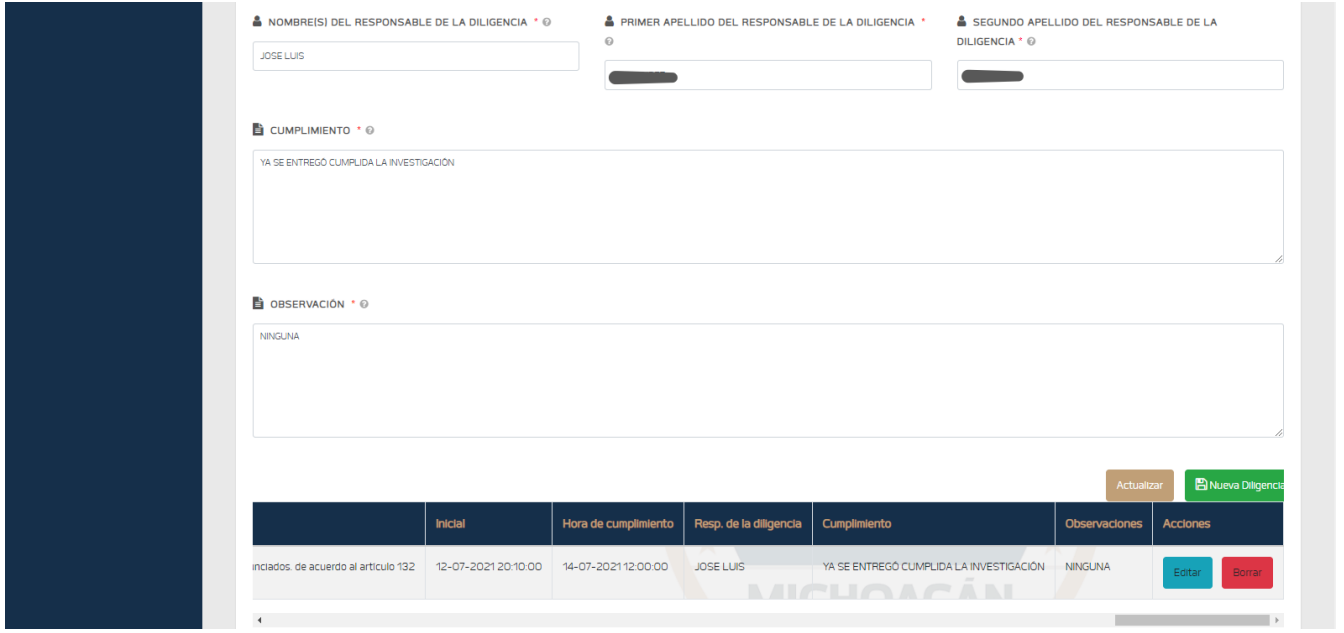 NOMBRE(S) DEL RESPONSABLE DE LA DILIGENCIA *
PRIMER APELLIDO DEL RESPONSABLE DE LA DILIGENCIA *
SEGUNDO APELLIDO DEL RESPONSABLE DE LA
DILIGENCIA *
JOSE LUIS
CUMPLIMIENTO *
YA SE ENTREGÓ CUMPLIDA LA INVESTIGACIÓN
OBSERVACIÓN *
NINGUNA
Actualizar
Nueva Diligencia
Inicial Hora de cumplimiento Resp. de la diligencia Cumplimiento Observaciones Acciones
nciados. de acuerdo al artículo 132 12-07-2021 20:10:00 14-07-2021 12:00:00 JOSE LUIS YA SE ENTREGÓ CUMPLIDA LA INVESTIGACIÓN NINGUNA Editar Borrar
MICHOACÁN